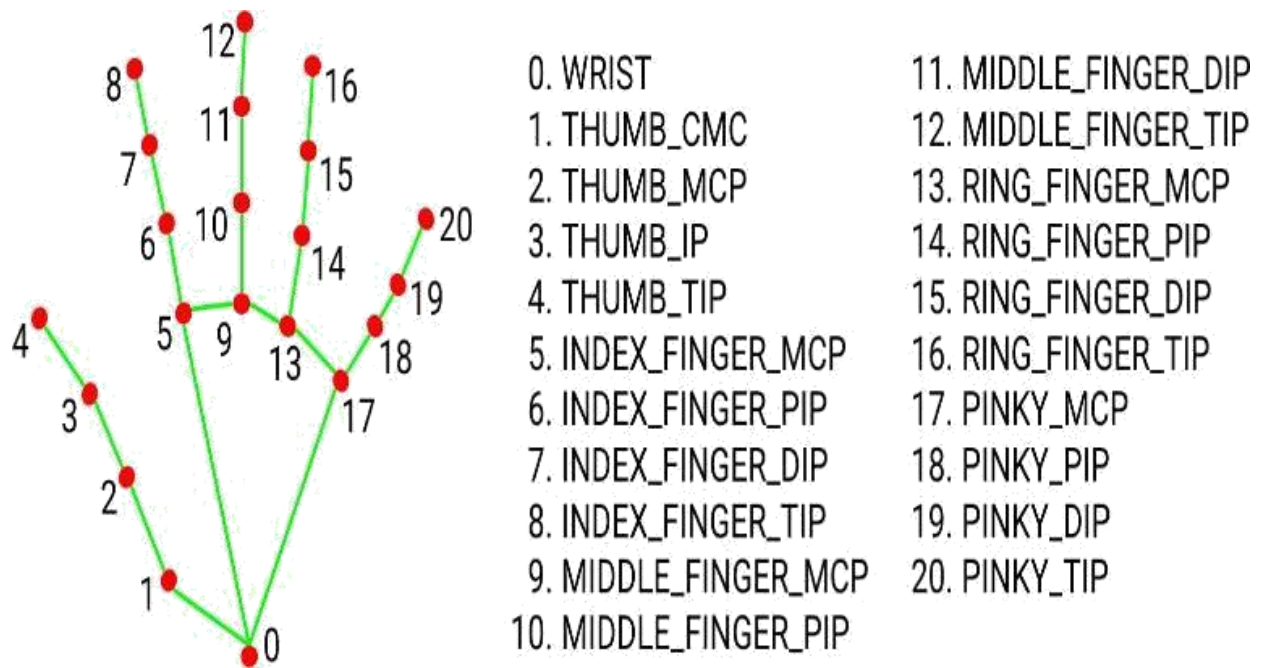 12
8
16
11
7
15
10
20
6
14
19
4
5
9
13
18
3
17
2
1
0
0. WRIST
1. THUMB_CMC
2. THUMB_MCP
3. THUMB_IP
4. THUMB_TIP
5. INDEX_FINGER_MCP
6. INDEX_FINGER_PIP
7. INDEX_FINGER_DIP
8. INDEX_FINGER_TIP
9. MIDDLE_FINGER_MCP
10. MIDDLE_FINGER_PIP
11. MIDDLE_FINGER_DIP
12. MIDDLE_FINGER_TIP
13. RING_FINGER_MCP
14. RING_FINGER_PIP
15. RING_FINGER_DIP
16. RING_FINGER_TIP
17. PINKY_MCP
18. PINKY_PIP
19. PINKY_DIP
20. PINKY_TIP